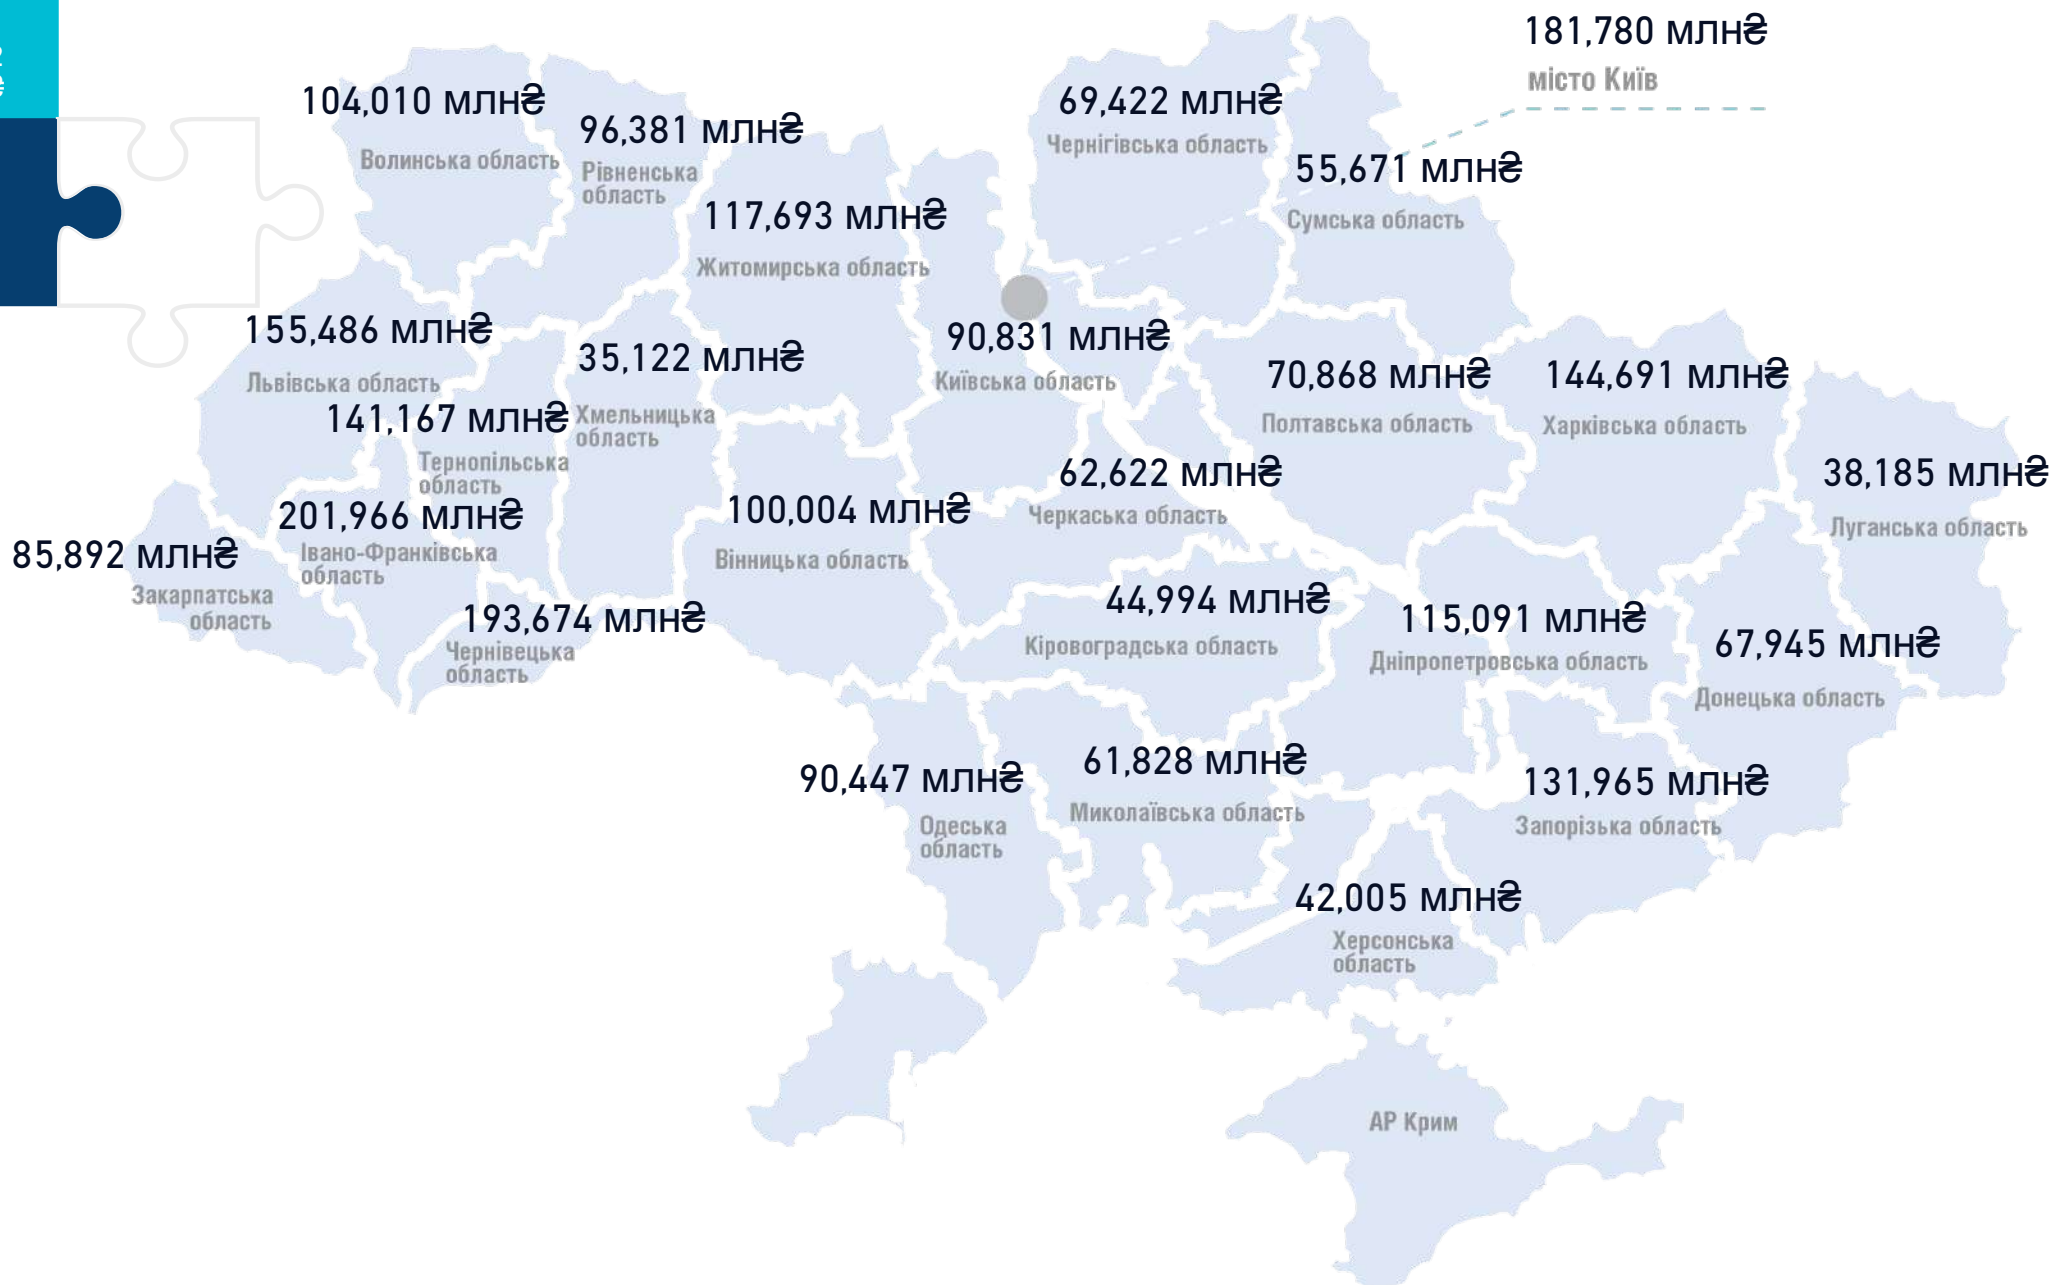 181,780 млн₴
місто Київ
104,010 млн₴
Волинська область
96,381 млн₴
Рівненська
область
69,422 млн₴
Чернігівська область
55,671 млн₴
Сумська область
117,693 млн₴
Житомирська область
155,486 млн₴
Львівська область
35,122 млн₴
Хмельницька
область
90,831 млн₴
Київська область
70,868 млн₴
Полтавська область
144,691 млн₴
Харківська область
141,167 млн₴
Тернопільська
область
62,622 млн₴
Черкаська область
38,185 млн₴
Луганська область
201,966 млн₴
Івано-Франківська
область
100,004 млн₴
Вінницька область
85,892 млн₴
Закарпатська
область
193,674 млн₴
Чернівецька
область
44,994 млн₴
Кіровоградська область
115,091 млн₴
Дніпропетровська область
67,945 млн₴
Донецька область
90,447 млн₴
Одеська
область
61,828 млн₴
Миколаївська область
131,965 млн₴
Запорізька область
42,005 млн₴
Херсонська
область
АР Крим